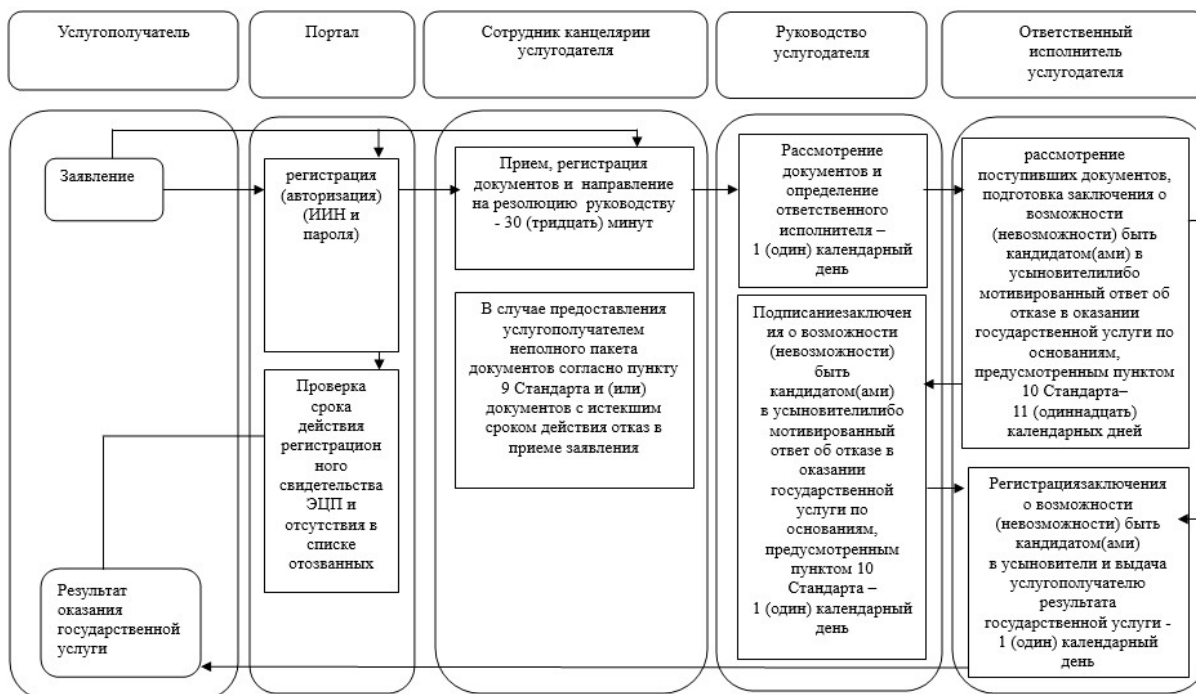 Услугополучатель
Портал
Сотрудник канцелярии
услугодателя
Руководство
услугодателя
Ответственный
исполнитель
услугодателя
Заявление
регистрация
(авторизация)
(ИИН и
пароля)
Прием, регистрация
документов и направление
на резолюцию руководству
- 30 (тридцать) минут
Рассмотрение
документов и
определение
ответственного
исполнителя –
1 (один) календарный
день
рассмотрение
поступивших документов,
подготовка заключения о
возможности
(невозможности) быть
кандидатом(ами) в
усыновителилибо
мотивированный ответ об
отказе в оказании
государственной услуги по
основаниям,
предусмотренным пунктом
10 Стандарта–
11 (одиннадцать)
календарных дней
Проверка
срока
действия
регистрацион
ного
свидетельства
ЭЦП и
отсутствия в
списке
отозванных
В случае предоставления
услугополучателем
неполного пакета
документов согласно пункту
9 Стандарта и (или)
документов с истекшим
сроком действия отказ в
приеме заявления
Подписаниезаключен
ия о возможности
(невозможности)
быть
кандидатом(ами)
в усыновителилибо
мотивированный
ответ об отказе в
оказании
государственной
услуги по
основаниям,
предусмотренным
пунктом 10
Стандарта –
1 (один) календарный
день
Регистрациязаключения
о возможности
(невозможности) быть
кандидатом(ами)
в усыновители и выдача
услугополучателю
результата
государственной услуги -
1 (один) календарный
день
Результат
оказания
государственной
услуги